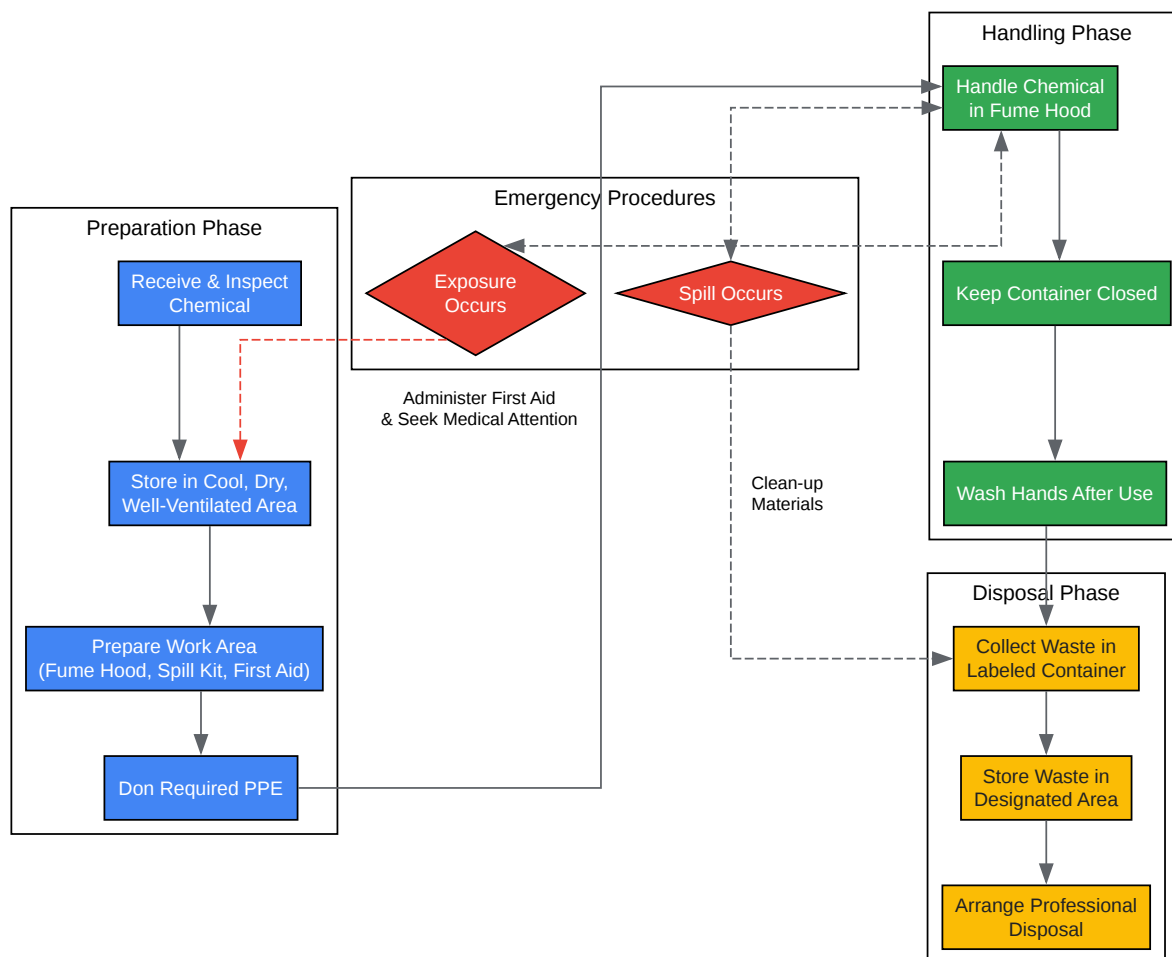 Preparation Phase
Receive & Inspect
Chemical
Store in Cool, Dry,
Well-Ventilated Area
Prepare Work Area
(Fume Hood, Spill Kit, First Aid)
Don Required PPE
Emergency Procedures
Exposure
Occurs
Spill Occurs
Administer First Aid
& Seek Medical Attention
Clean-up
Materials
Handling Phase
Handle Chemical
in Fume Hood
Keep Container Closed
Wash Hands After Use
Disposal Phase
Collect Waste in
Labeled Container
Store Waste in
Designated Area
Arrange Professional
Disposal